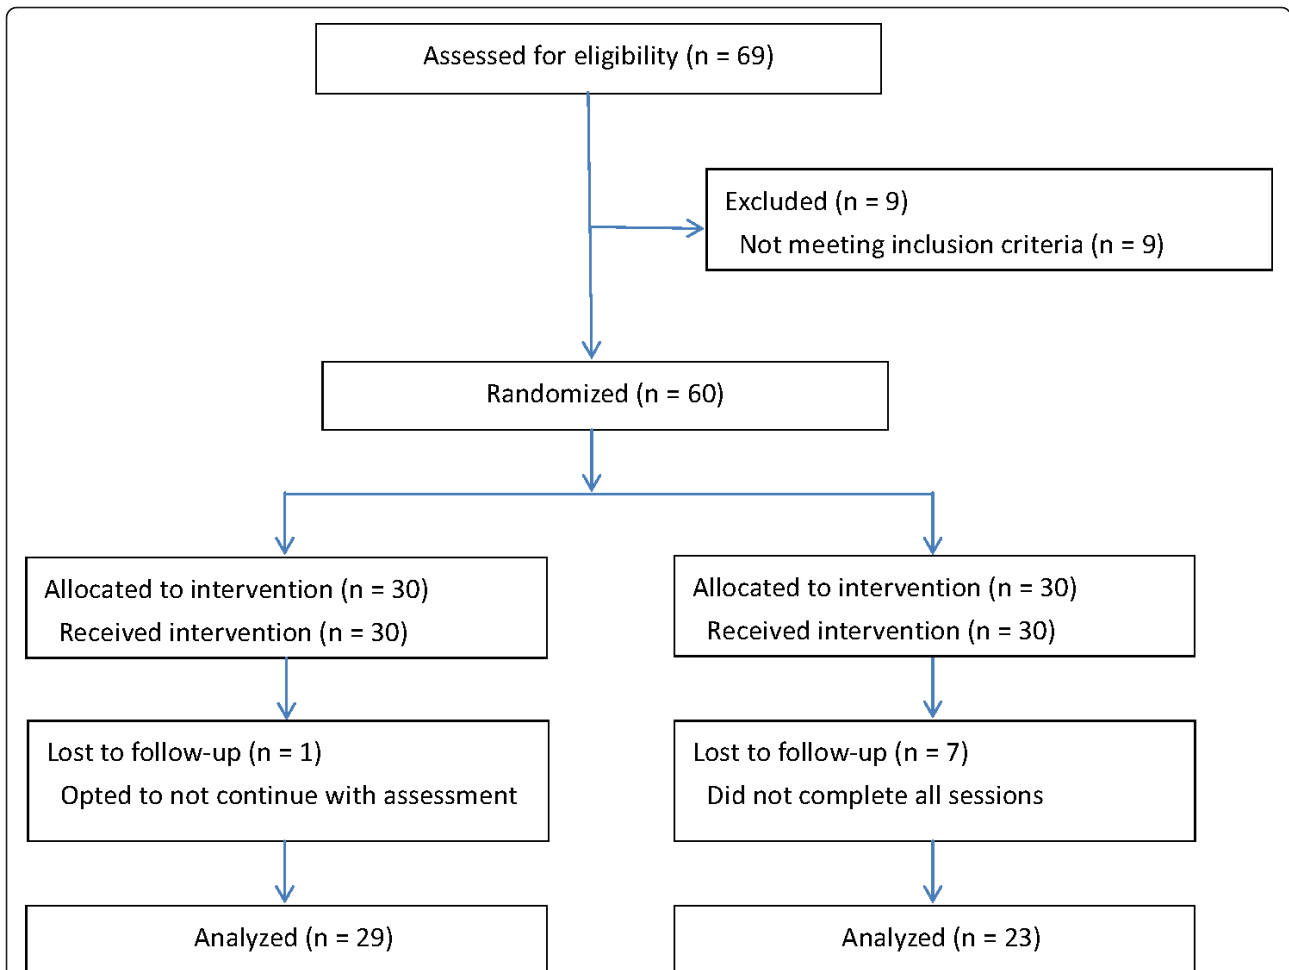 Assessed for eligibility (n = 69)
Excluded (n = 9)
Not meeting inclusion criteria (n = 9)
Randomized (n = 60)
Allocated to intervention (n = 30)
Received intervention (n = 30)
Allocated to intervention (n = 30)
Received intervention (n = 30)
Lost to follow-up (n = 1)
Opted to not continue with assessment
Lost to follow-up (n = 7)
Did not complete all sessions
Analyzed (n = 29)
Analyzed (n = 23)